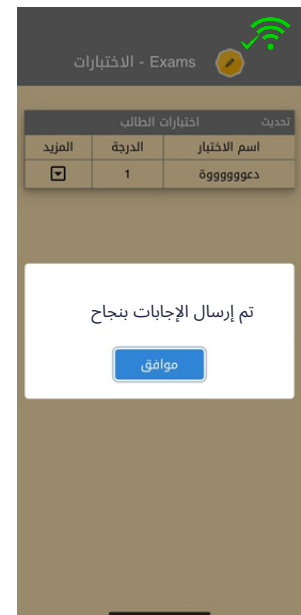 الاختبارات - Exams
اختبارات الطالب تحديث
اسم الاختبار الدرجة المزيد
دعوووووة 1
تم إرسال الإجابات بنجاح
موافق